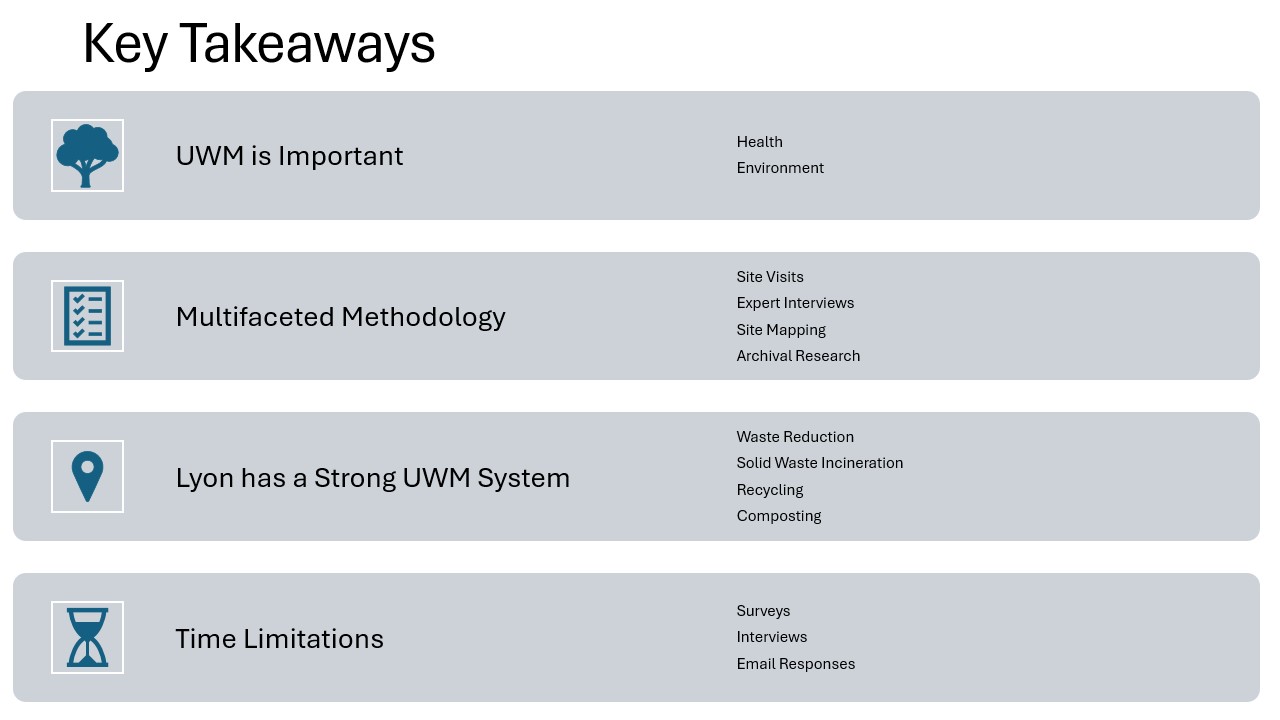 Key Takeaways
UWM is Important
Health
Environment
Multifaceted Methodology
Site Visits
Expert Interviews
Site Mapping
Archival Research
Lyon has a Strong UWM System
Waste Reduction
Solid Waste Incineration
Recycling
Composting
Time Limitations
Surveys
Interviews
Email Responses